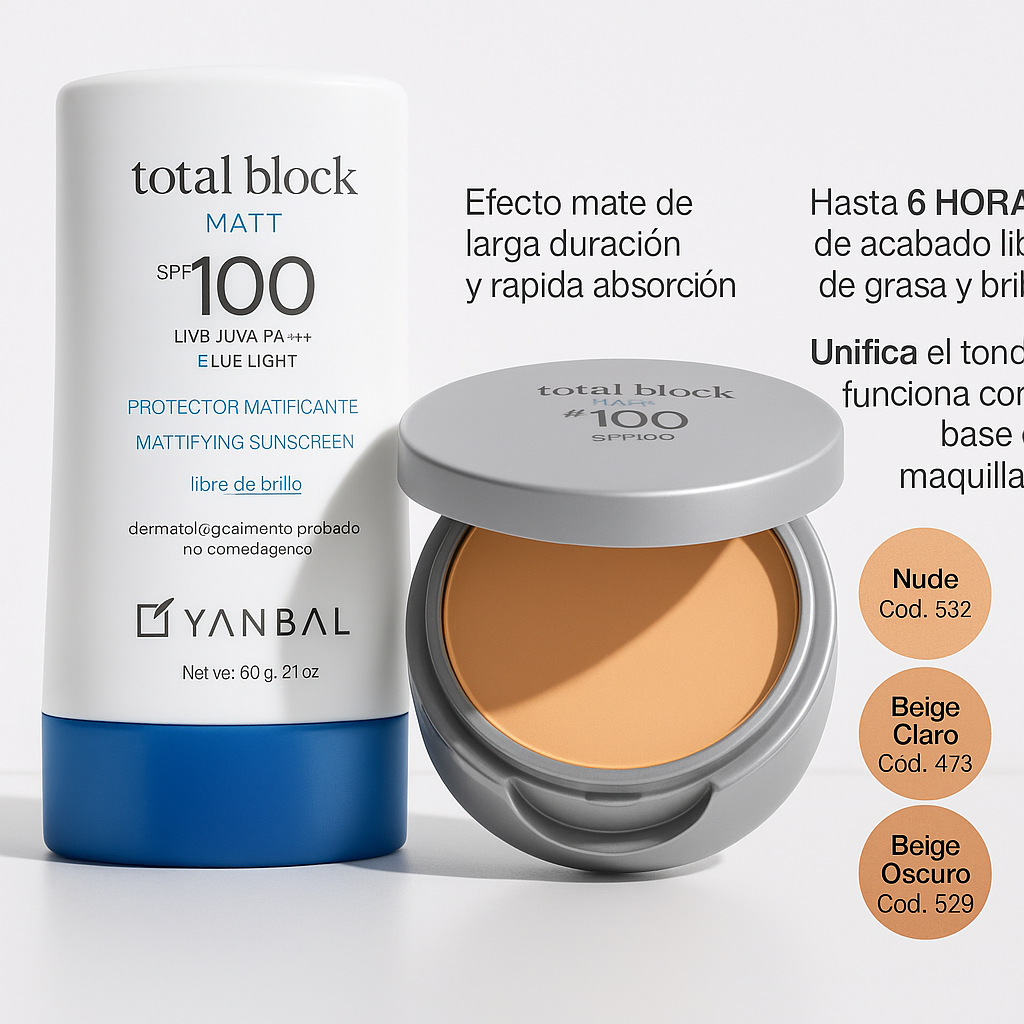 total block
MATT
SPF100
LIVB JUVA PA+++
ELUE LIGHT
PROTECTOR MATIFICANTE
MATTIFYING SUNSCREEN
libre de brillo
dermatol@gcaimento probado
no comedagenco
YANBAL
Net ve: 60 g. 21 oz
Efecto mate de
larga duración
y rapida absorción
Hasta 6 HORA
de acabado lib
de grasa y brib
Unifica el tond
funciona con
base
maquilla
total block
#100
SPP100
Nude
Cod. 532
Beige
Claro
Cód. 473
Beige
Oscuro
Cod. 529